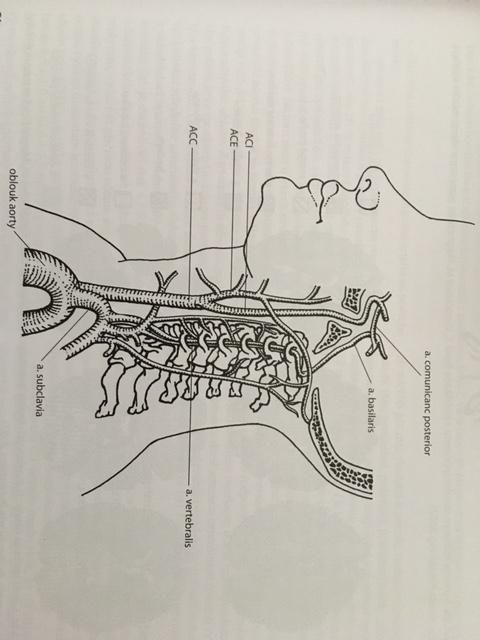 a. comunicanc posterior
a. basilaris
ACI
ACE
ACC
a. vertebralis
a. subclavia
oblouk aorty